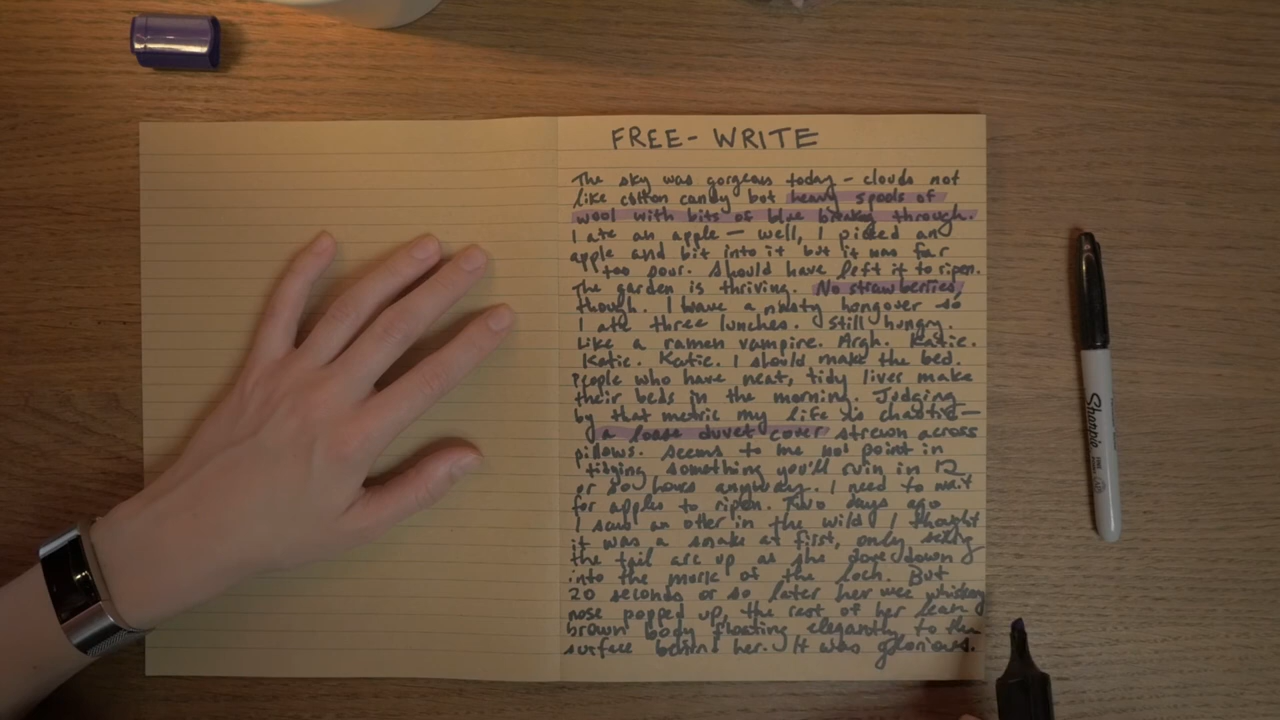 FREE-WRITE
The sky was gorgeous today - clouds not
like cotton candy but heavy spools of
wool with bits of blue breaking through.
I ate an apple - well, I picked an
apple and bit into it but it was far
too sour. Should have left it to ripen.
The garden is thriving. No strawberries,
though. I have a nasty hangover so
I ate three lunches. Still hungry.
Like a ramen vampire. Argh. Katie.
Katie. Katie. I should make the bed.
People who have neat, tidy lives make
their beds in the morning. Judging
by that metric my life is chaotic -
a loose duvet cover strewn across
pillows. Seems to me no point in
tidying something you'll ruin in 12
or so hours anyway. I need to wait
for apples to ripen. Two days ago
I saw an otter in the wild! I thought
it was a snake at first, only seeing
the tail arc up as she dove down
into the murk of the loch. But
20 seconds or so later her wee whiskery
nose popped up, the rest of her lean
brown body floating elegantly to the
surface behind her. It was glorious.
Sharpie